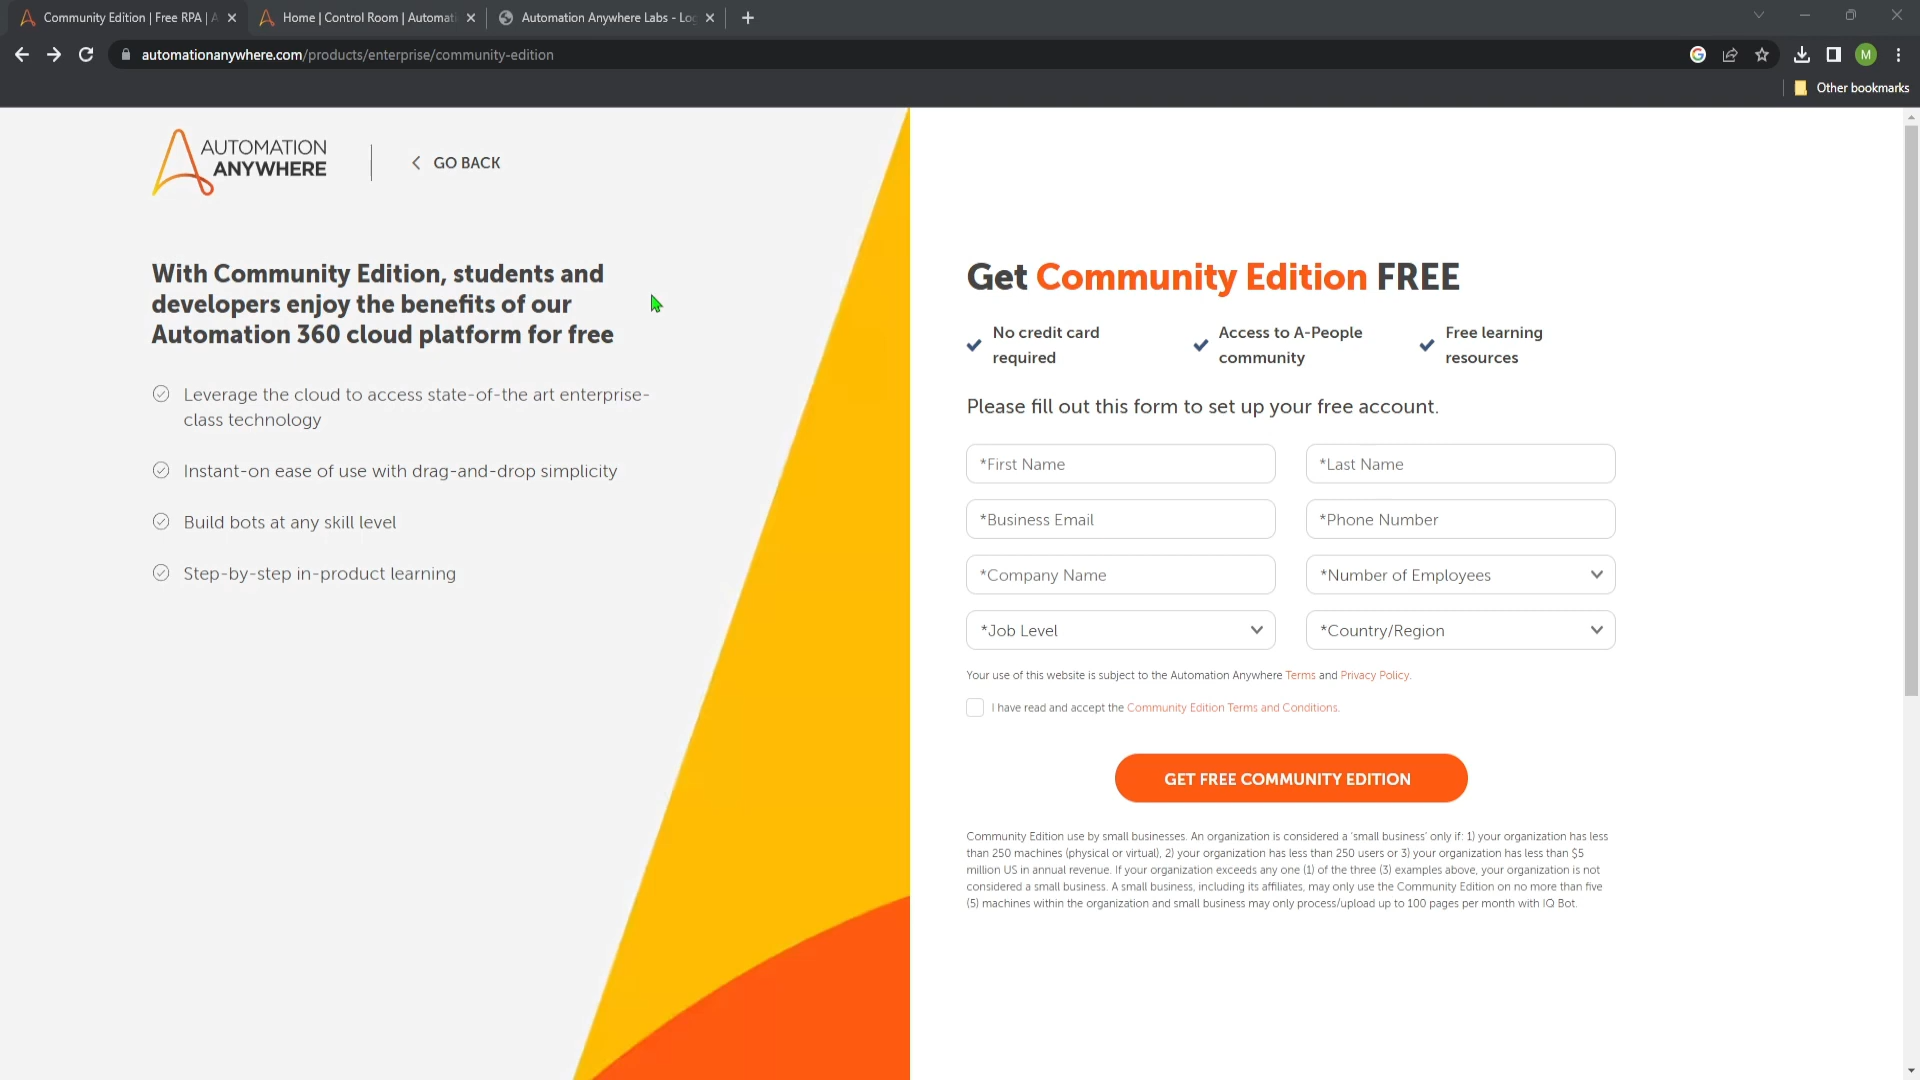 Community Edition | Free RPA |
Home | Control Room | Automati
Automation Anywhere Labs - Log
automationanywhere.com/products/enterprise/community-edition
M
Other bookmarks
AUTOMATION
ANYWHERE
GO BACK
With Community Edition, students and
developers enjoy the benefits of our
Automation 360 cloud platform for free
Leverage the cloud to access state-of-the art enterprise-
class technology
Instant-on ease of use with drag-and-drop simplicity
Build bots at any skill level
Step-by-step in-product learning
Get Community Edition FREE
No credit card
required
Access to A-People
community
Free learning
resources
Please fill out this form to set up your free account.
*First Name
*Last Name
*Business Email
*Phone Number
*Company Name
*Number of Employees
*Job Level
*Country/Region
Your use of this website is subject to the Automation Anywhere Terms and Privacy Policy.
I have read and accept the Community Edition Terms and Conditions.
GET FREE COMMUNITY EDITION
Community Edition use by small businesses. An organization is considered a 'small business' only if: 1) your organization has less
than 250 machines (physical or virtual), 2) your organization has less than 250 users or 3) your organization has less than $5
million US in annual revenue. If your organization exceeds any one (1) of the three (3) examples above, your organization is not
considered a small business. A small business, including its affiliates, may only use the Community Edition on no more than five
(5) machines within the organization and small business may only process/upload up to 100 pages per month with IQ Bot.